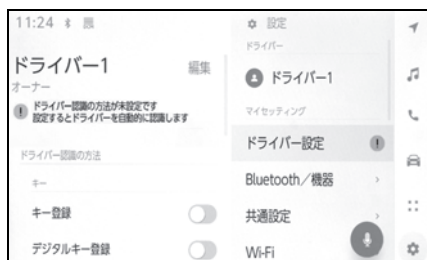 11:24
ドライバー1
編集
オーナー
ドライバー認識の方法が未設定です
設定するとドライバーを自動的に認識します
ドライバー認識の方法
キー
キー登録
デジタルキー登録
設定
ドライバー
ドライバー1
マイセッティング
ドライバー設定
Bluetooth／機器
共通設定
Wi-Fi